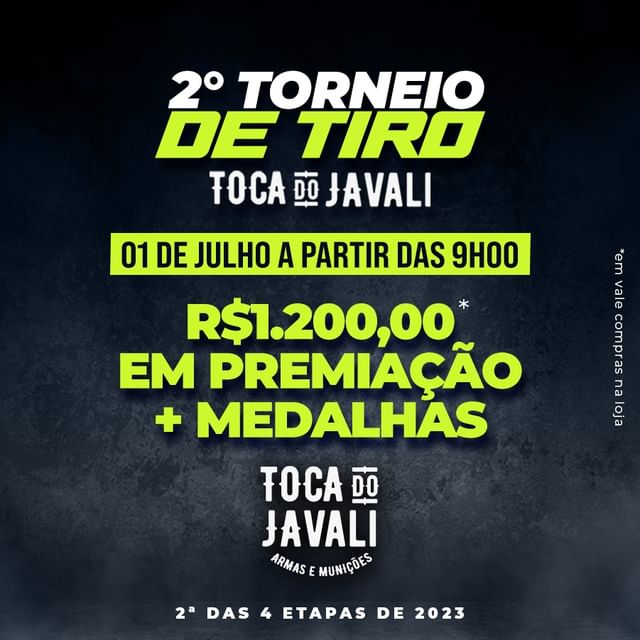 2° TORNEIO
DE TIRO
TOCA DO JAVALI
01 DE JULHO A PARTIR DAS 9H00
R$1.200,00*
EM PREMIAÇÃO
+ MEDALHAS
*em vale compras na loja
TOCA DO
JAVALI
ARMAS E MUNIÇÕES
2ª DAS 4 ETAPAS DE 2023